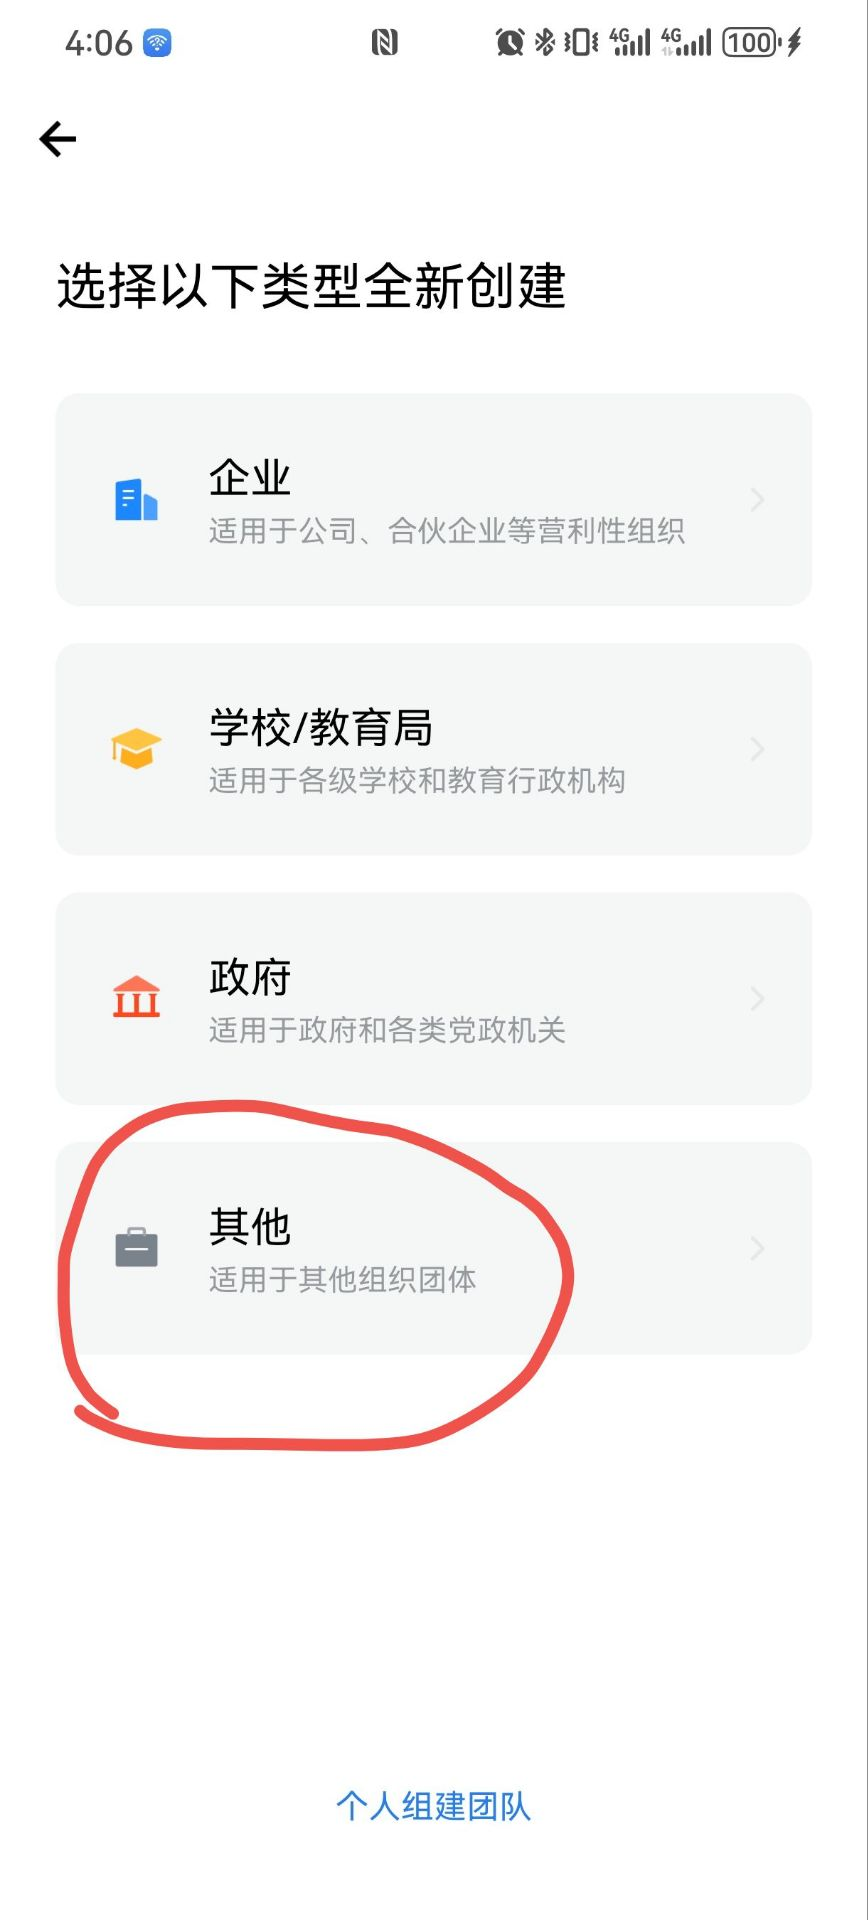 4:06
4G 4G 100
选择以下类型全新创建
企业
适用于公司、合伙企业等营利性组织
学校/教育局
适用于各级学校和教育行政机构
政府
适用于政府和各类党政机关
其他
适用于其他组织团体
个人组建团队